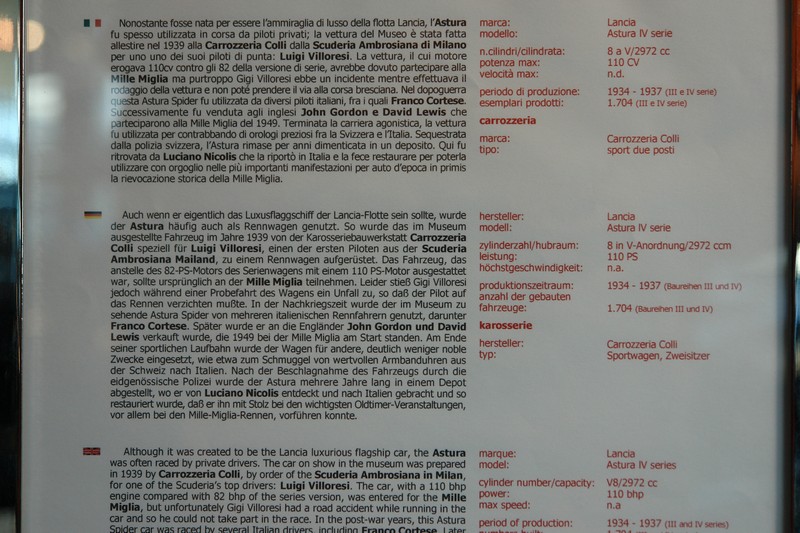 Nonostante fosse nata per essere l'ammiraglia di lusso della flotta Lancia, l'Astura
fu spesso utilizzata in corsa da piloti privati; la vettura del Museo è stata fatta
allestire nel 1939 alla Carrozzeria Colli dalla Scuderia Ambrosiana di Milano
per uno dei suoi piloti di punta: Luigi Villoresi. La vettura, il cui motore
erogava 110cv contro gli 82 della versione di serie, avrebbe dovuto partecipare alla
Mille Miglia ma purtroppo Gigi Villoresi ebbe un incidente mentre effettuava il
rodaggio della vettura e non poté prendere il via alla corsa bresciana. Nel dopoguerra
questa Astura Spider fu utilizzata da diversi piloti italiani, fra i quali Franco Cortese.
Successivamente fu venduta agli inglesi John Gordon e David Lewis che
parteciparono alla Mille Miglia del 1949. Terminata la carriera agonistica, la vettura
fu utilizzata per contrabbando di orologi preziosi fra la Svizzera e l'Italia. Sequestrata
dalla polizia svizzera, l'Astura rimase per anni dimenticata in un deposito. Qui fu
ritrovata da Luciano Nicolis che la riportò in Italia e la fece restaurare per poterla
utilizzare con orgoglio nelle più importanti manifestazioni per auto d'epoca in primis
la rievocazione storica della Mille Miglia.
marca: Lancia
modello: Astura IV serie
n.cilindri/cilindrata: 8 a V/2972 cc
potenza max: 110 CV
velocità max: n.d.
periodo di produzione: 1934 - 1937 (III e IV serie)
esemplari prodotti: 1.704 (III e IV serie)
carrozzeria
marca: Carrozzeria Colli
tipo: sport due posti
Auch wenn er eigentlich das Luxusflaggschiff der Lancia-Flotte sein sollte, wurde
der Astura häufig auch als Rennwagen genutzt. So wurde das im Museum
ausgestellte Fahrzeug im Jahre 1939 von der Karosseriebauwerkstatt Carrozzeria
Colli speziell für Luigi Villoresi, einen der ersten Piloten aus der Scuderia
Ambrosiana Mailand, zu einem Rennwagen aufgerüstet. Das Fahrzeug, das
anstelle des 82-PS-Motors des Serienwagens mit einem 110 PS-Motor ausgestattet
war, sollte ursprünglich an der Mille Miglia teilnehmen. Leider stieß Gigi Villoresi
jedoch während einer Probefahrt des Wagens ein Unfall zu, so daß der Pilot auf
das Rennen verzichten mußte. In der Nachkriegszeit wurde der im Museum zu
sehende Astura Spider von mehreren italienischen Rennfahrern genutzt, darunter
Franco Cortese. Später wurde er an die Engländer John Gordon und David
Lewis verkauft wurde, die 1949 bei der Mille Miglia am Start standen. Am Ende
seiner sportlichen Laufbahn wurde der Wagen für andere, deutlich weniger noble
Zwecke eingesetzt, wie etwa zum Schmuggel von wertvollen Armbanduhren aus
der Schweiz nach Italien. Nach der Beschlagnahme des Fahrzeugs durch die
eidgenössische Polizei wurde der Astura mehrere Jahre lang in einem Depot
abgestellt, wo er von Luciano Nicolis entdeckt und nach Italien gebracht und so
restauriert wurde, daß er ihn mit Stolz bei den wichtigsten Oldtimer-Veranstaltungen,
vor allem bei den Mille-Miglia-Rennen, vorführen konnte.
hersteller: Lancia
modell: Astura IV serie
zylinderzahl/hubraum: 8 in V-Anordnung/2972 ccm
leistung: 110 PS
höchstgeschwindigkeit: n.a.
produktionszeitraum: 1934 - 1937 (Baureihen III und IV)
anzahl der gebauten
fahrzeuge: 1.704 (Baureihen III und IV)
karosserie
hersteller: Carrozzeria Colli
typ: Sportwagen, Zweisitzer
Although it was created to be the Lancia luxurious flagship car, the Astura
was often raced by private drivers. The car on show in the museum was prepared
in 1939 by Carrozzeria Colli, by order of the Scuderia Ambrosiana in Milan,
for one of the Scuderia's top drivers: Luigi Villoresi. The car, with a 110 bhp
engine compared with 82 bhp of the series version, was entered for the Mille
Miglia, but unfortunately Gigi Villoresi had a road accident while running in the
car and so he could not take part in the race. In the post-war years, this Astura
Spider car was raced by several Italian drivers, including Franco Cortese. Later
marque: Lancia
model: Astura IV series
cylinder number/capacity: V8/2972 cc
power: 110 bhp
max speed: n.a
period of production: 1934 - 1937 (III and IV series)